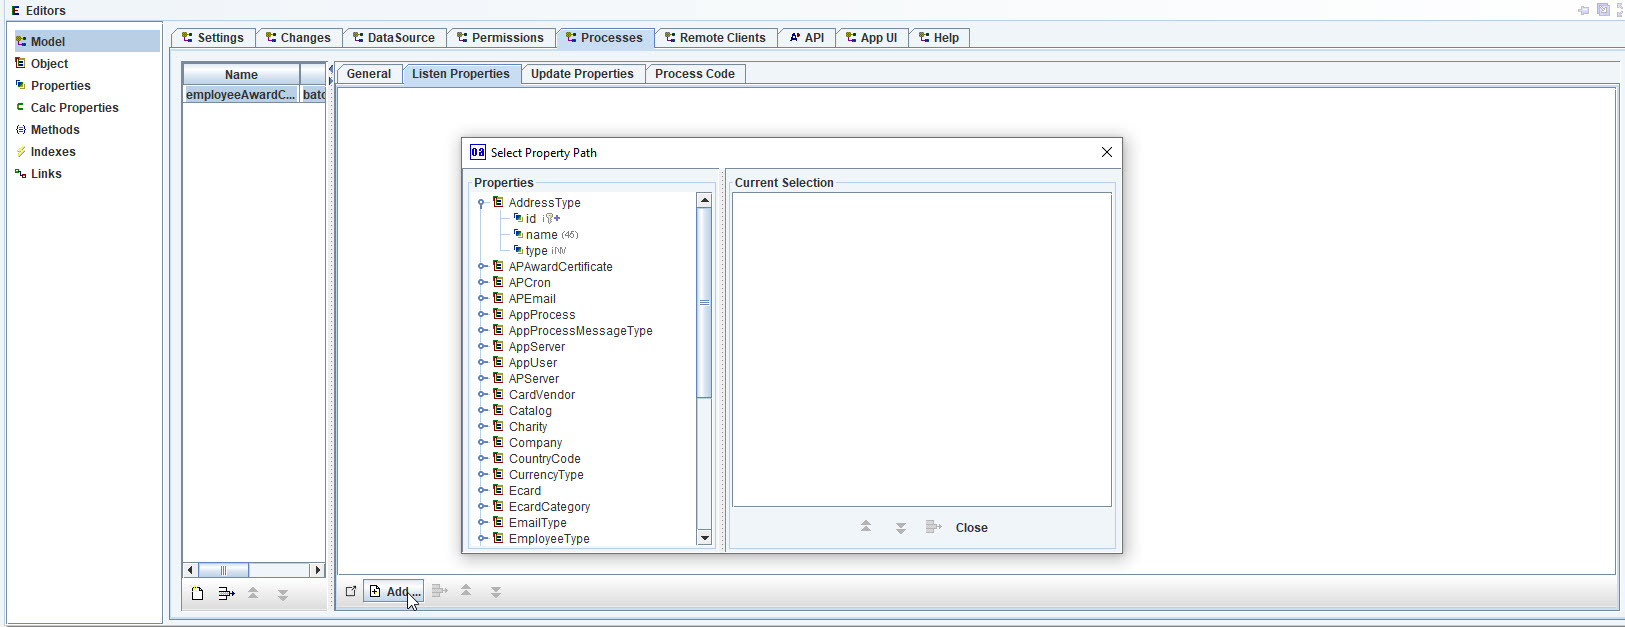 E Editors
Settings Changes DataSource Permissions Processes Remote Clients API App UI Help
Model
Object
Properties
Calc Properties
Methods
Indexes
Links
Name
employeeAwardC... batc
General Listen Properties Update Properties Process Code
oa Select Property Path
Properties
AddressType
id
name (45)
type
APAwardCertificate
APCron
APEmail
AppProcess
AppProcessMessageType
AppServer
AppUser
APServer
CardVendor
Catalog
Charity
Company
CountryCode
CurrencyType
Ecard
EcardCategory
EmailType
EmployeeType
Current Selection
Close
Add ...